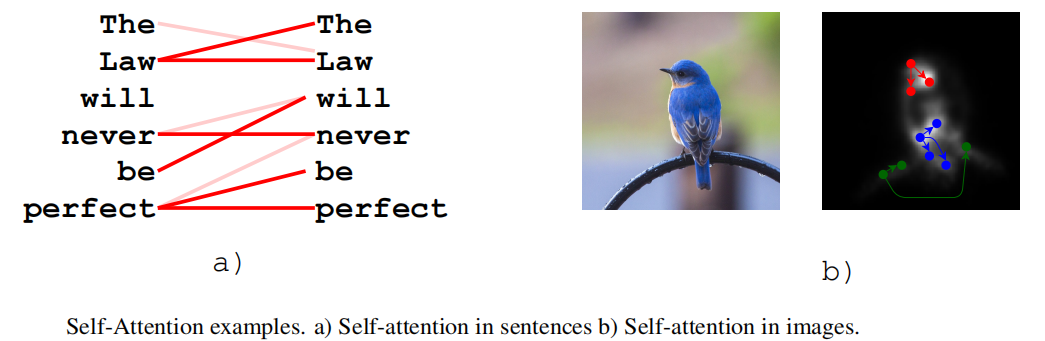 The The
Law Law
will will
never never
be be
perfect perfect
a)
b)
Self-Attention examples. a) Self-attention in sentences b) Self-attention in images.